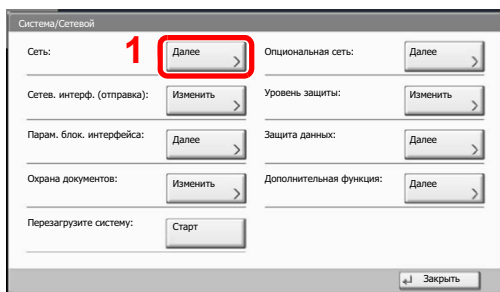 Система/Сетевой
Сеть:
1
Далее
Опциональная сеть:
Далее
Сетев. интерф. (отправка):
Изменить
Уровень защиты:
Изменить
Парам. блок. интерфейса:
Далее
Защита данных:
Далее
Охрана документов:
Изменить
Дополнительная функция:
Далее
Перезагрузите систему:
Старт
Закрыть